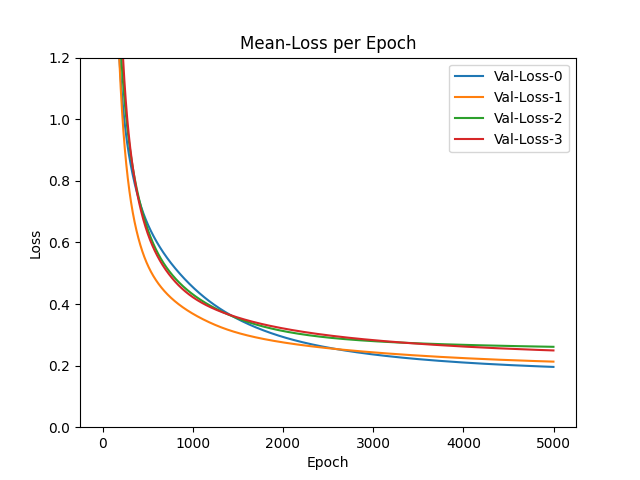 Mean-Loss per Epoch
1.2
1.0
0.8
0.6
0.4
0.2
0.0
Loss
Val-Loss-0
Val-Loss-1
Val-Loss-2
Val-Loss-3
0 1000 2000 3000 4000 5000
Epoch